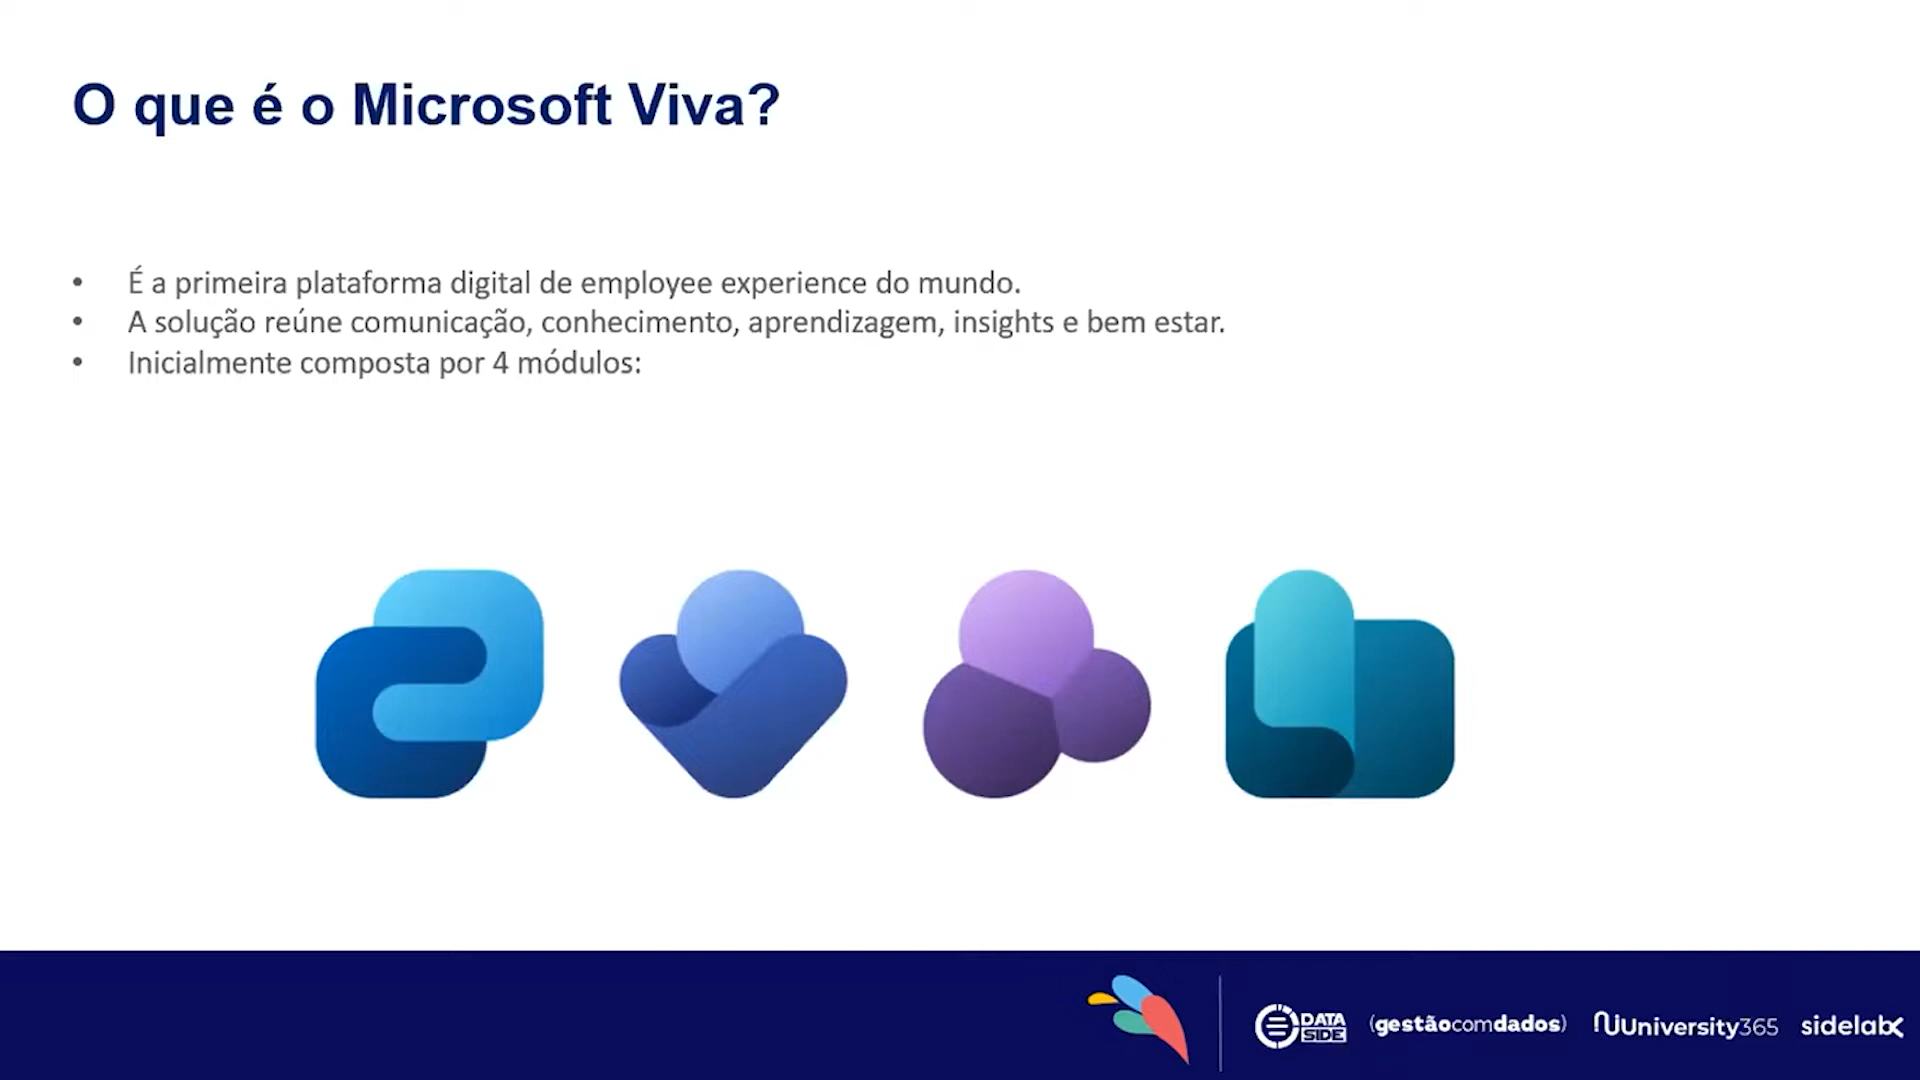 O que é o Microsoft Viva?
• É a primeira plataforma digital de employee experience do mundo.
• A solução reúne comunicação, conhecimento, aprendizagem, insights e bem estar.
• Inicialmente composta por 4 módulos:
DATA SIDE (gestãocomdados) University365 sidelabx